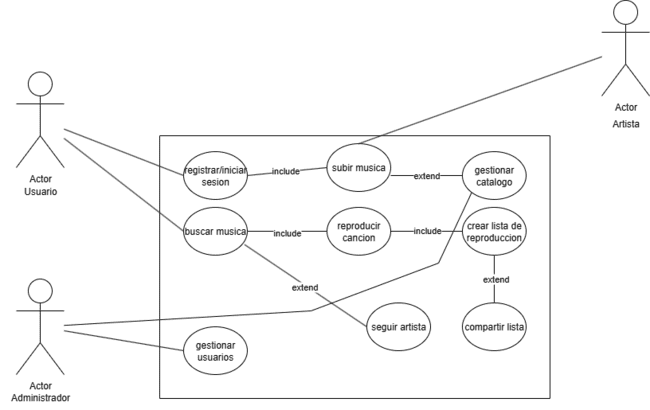 Actor
Artista
Actor
Usuario
registrar/iniciar
sesion
include
subir musica
extend
gestionar
catalogo
buscar musica
include
reproducir
cancion
include
crear lista de
reproduccion
extend
extend
seguir artista
compartir lista
gestionar
usuarios
Actor
Administrador